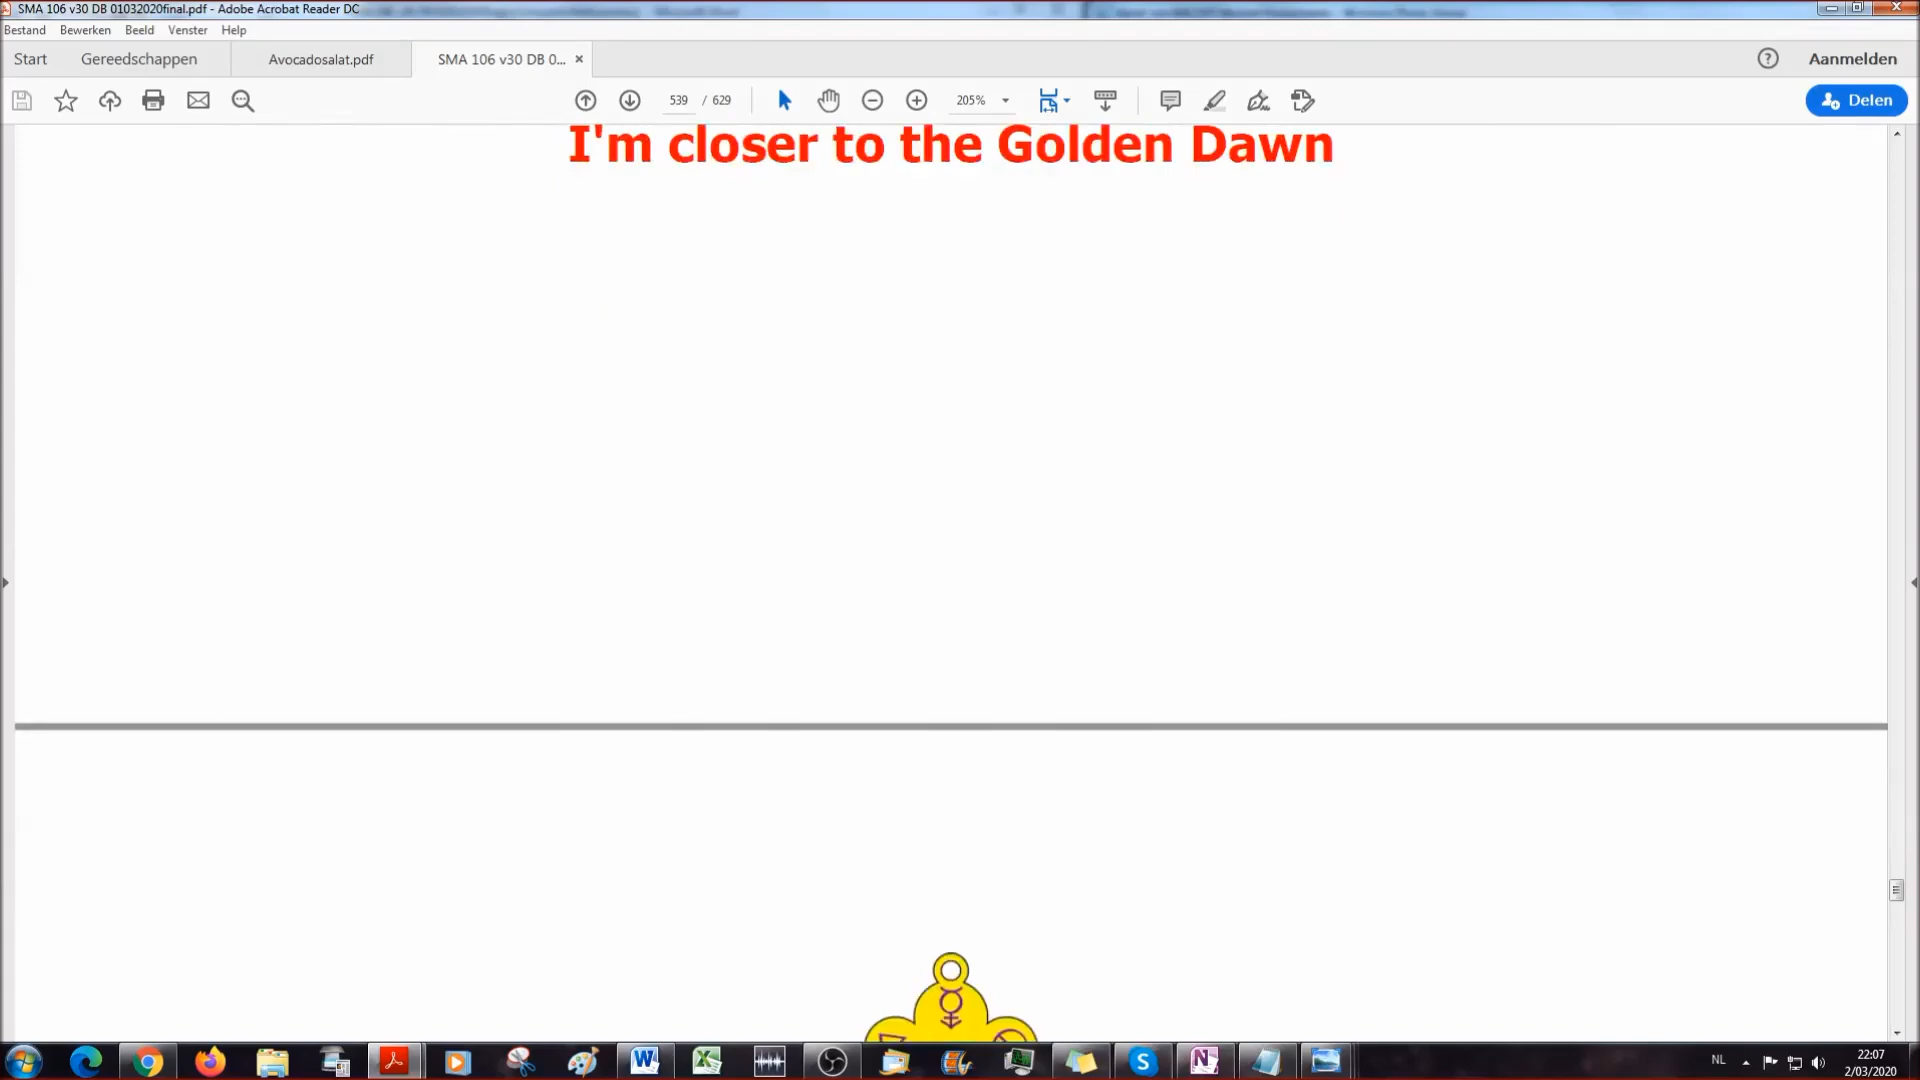 SMA 106 v30 DB 01032020final.pdf - Adobe Acrobat Reader DC
Bestand Bewerken Beeld Venster Help
Start Gereedschappen Avocadosalat.pdf SMA 106 v30 DB 0... Aanmelden
539 / 629 205% Delen
I'm closer to the Golden Dawn
NL 22:07
2/03/2020